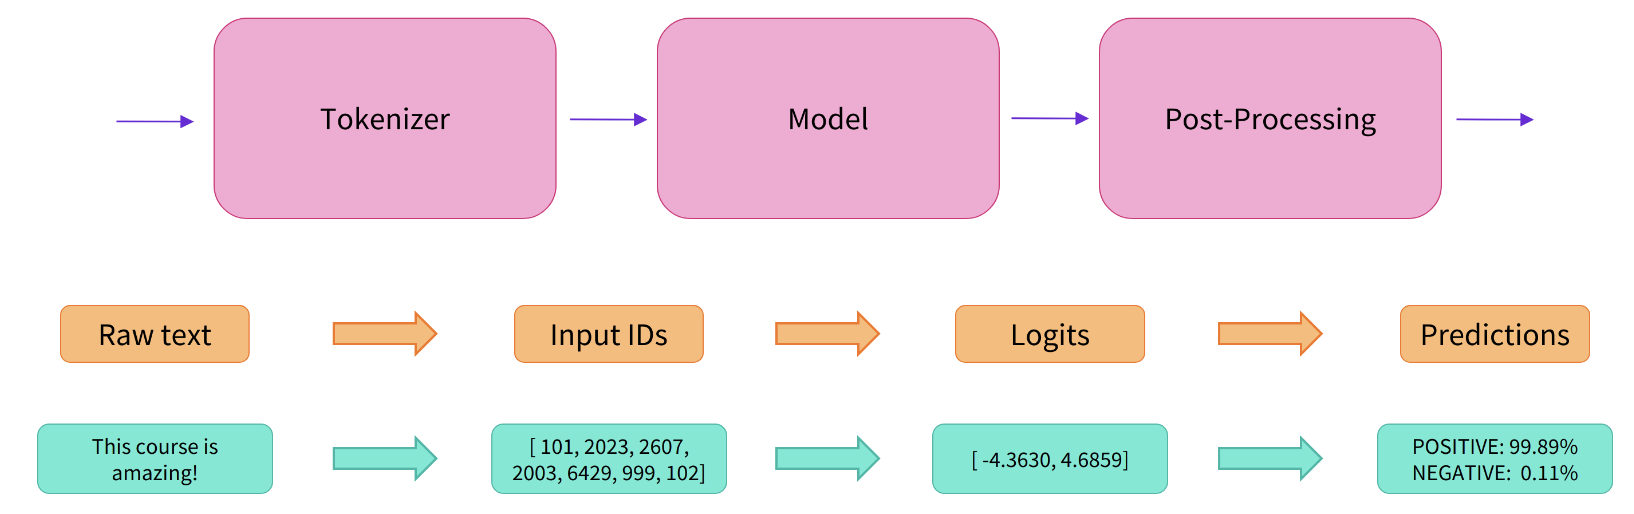 Tokenizer
Model
Post-Processing
Raw text
Input IDs
Logits
Predictions
This course is
amazing!
[ 101, 2023, 2607,
2003, 6429, 999, 102]
[ -4.3630, 4.6859]
POSITIVE: 99.89%
NEGATIVE: 0.11%